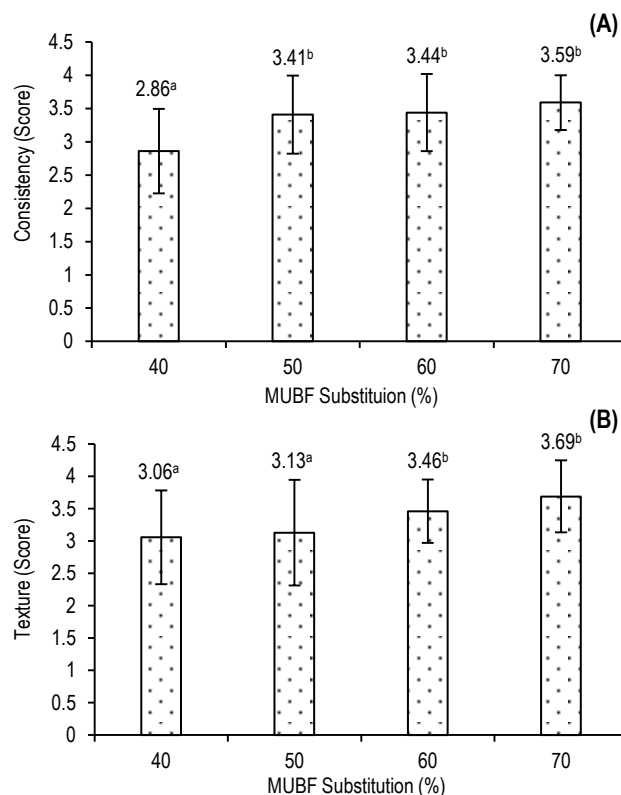 (A)
Consistency (Score)
4.5
4
3.5
3
2.5
2
1.5
1
0.5
0
2.86ᵃ
3.41ᵇ
3.44ᵇ
3.59ᵇ
40 50 60 70
MUBF Substituion (%)
(B)
Texture (Score)
4.5
4
3.5
3
2.5
2
1.5
1
0.5
0
3.06ᵃ
3.13ᵃ
3.46ᵇ
3.69ᵇ
40 50 60 70
MUBF Substitution (%)